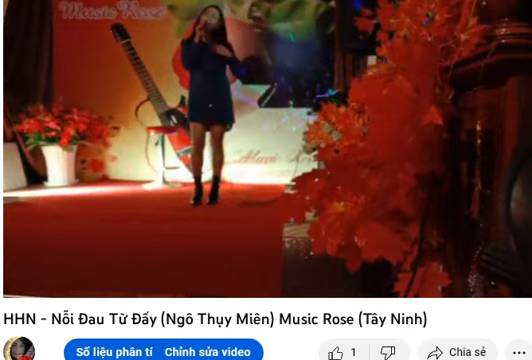 Music Rose
HHN - Nỗi Đau Từ Đấy (Ngô Thụy Miên) Music Rose (Tây Ninh)
Số liệu phân tí Chỉnh sửa video
1
Chia sẻ